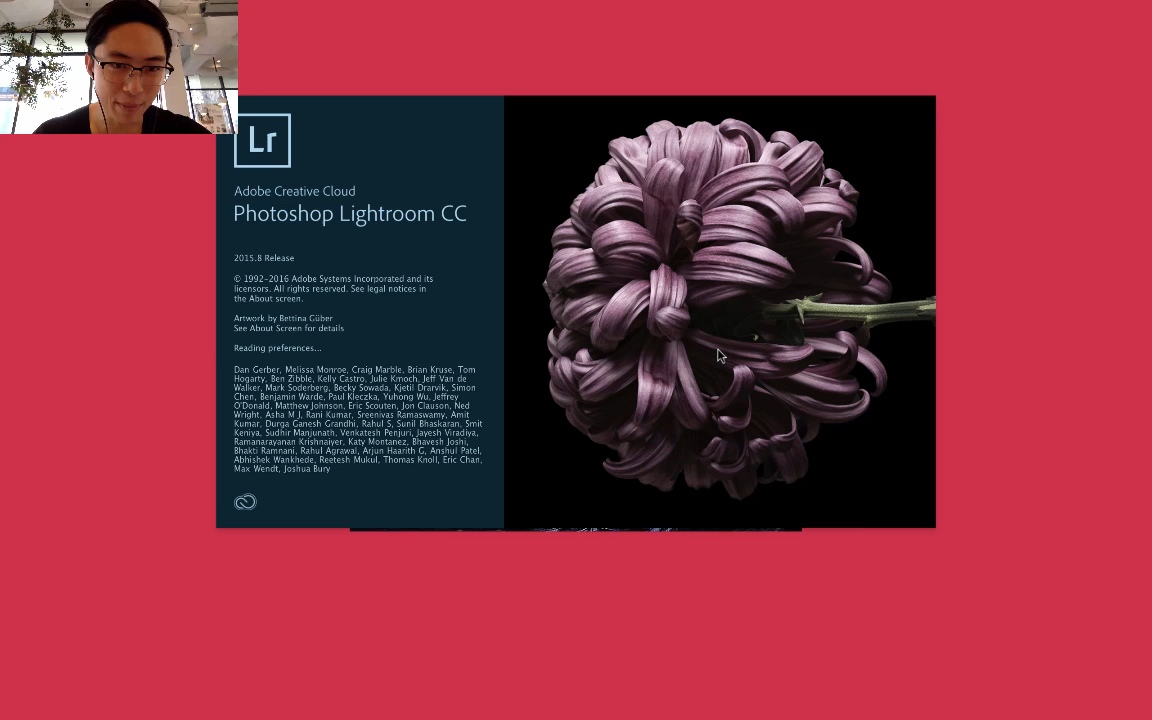 Lr
Adobe Creative Cloud
Photoshop Lightroom CC
2015.8 Release
© 1992-2016 Adobe Systems Incorporated and its
licensors. All rights reserved. See legal notices in
the About screen.
Artwork by Bettina Güber
See About Screen for details
Reading preferences...
Dan Gerber, Melissa Monroe, Craig Marble, Brian Kruse, Tom
Hogarty, Ben Zibble, Kelly Castro, Julie Kmoch, Jeff Van de
Walker, Mark Soderberg, Becky Sowada, Kjetil Drarvik, Simon
Chen, Benjamin Warde, Paul Kleczka, Yuhong Wu, Jeffrey
O'Donald, Matthew Johnson, Eric Scouten, Jon Clauson, Ned
Wright, Asha M J, Rani Kumar, Sreenivas Ramaswamy, Amit
Kumar, Durga Ganesh Grandhi, Rahul S, Sunil Bhaskaran, Smit
Keniya, Sudhir Manjunath, Venkatesh Penjuri, Jayesh Viradiya,
Ramanarayanan Krishnaiyer, Katy Montanez, Bhavesh Joshi,
Bhakti Ramnani, Rahul Agrawal, Arjun Haarith G, Anshul Patel,
Abhishek Wankhede, Reetesh Mukul, Thomas Knoll, Eric Chan,
Max Wendt, Joshua Bury